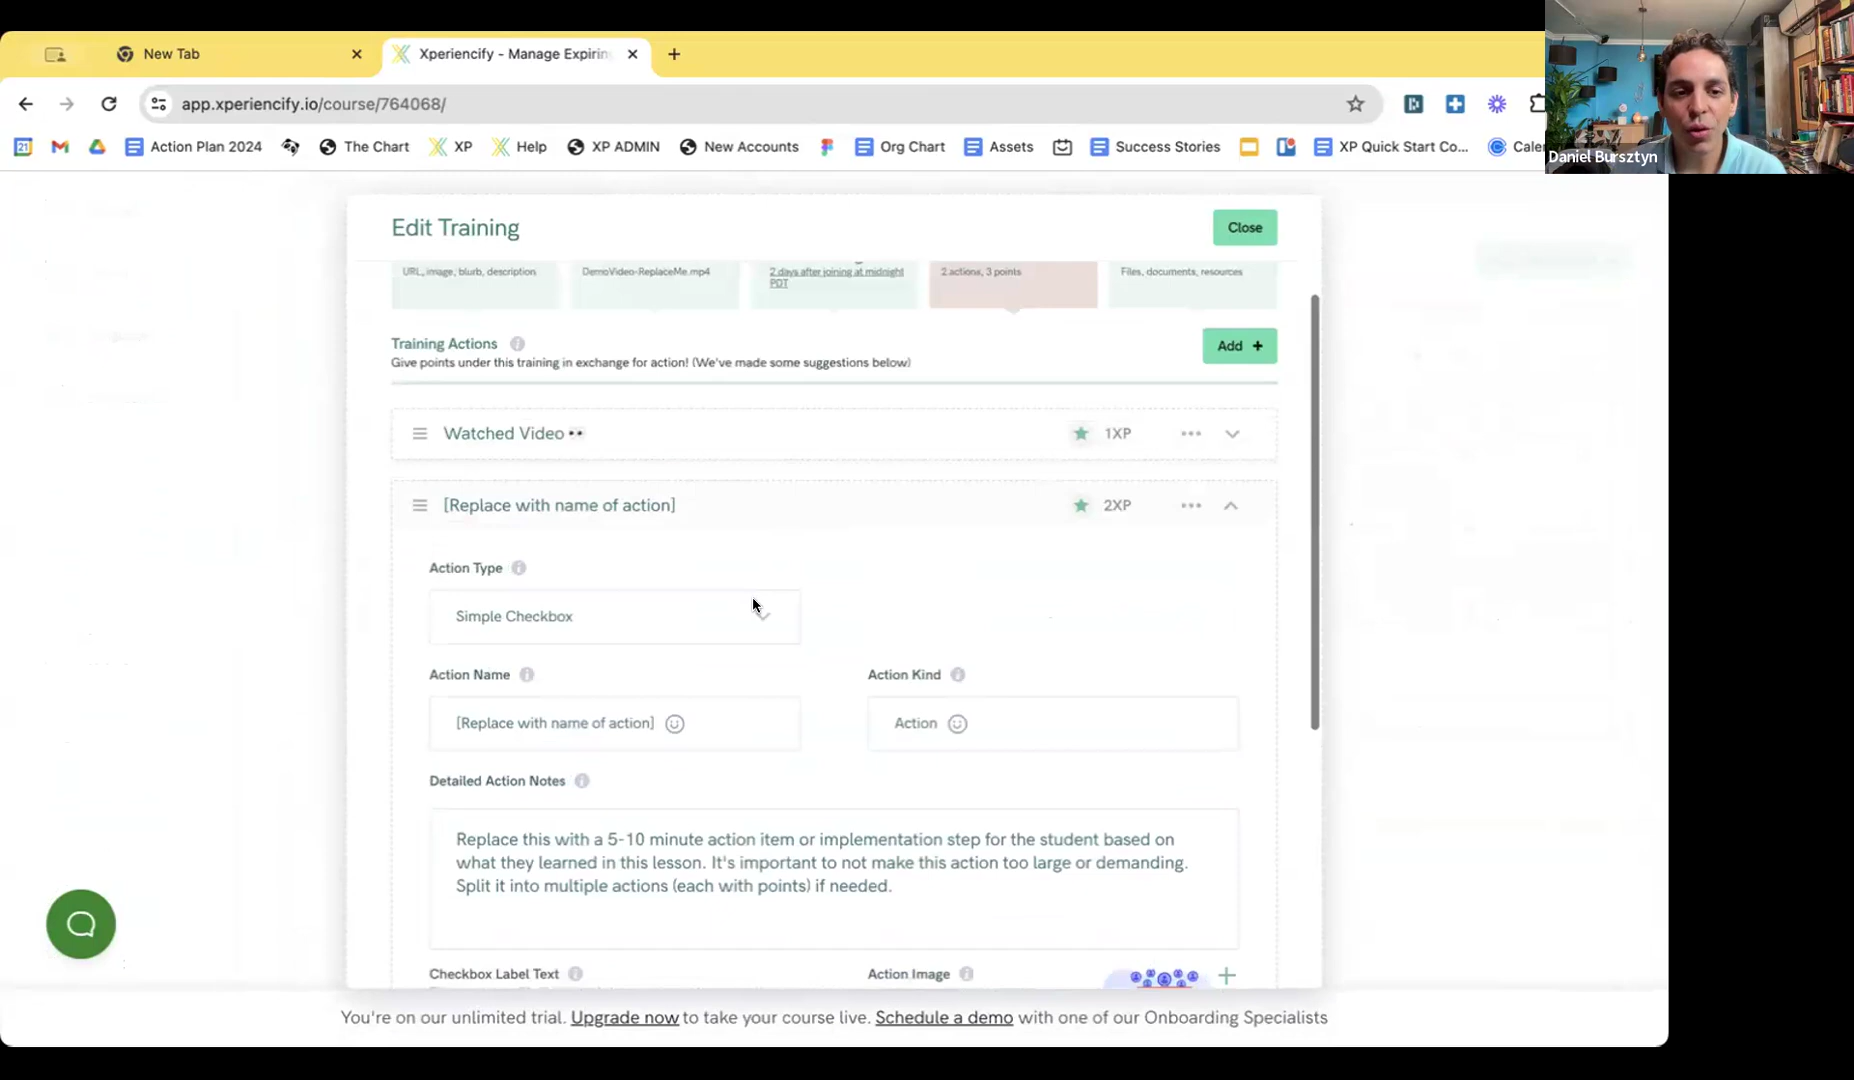 New Tab
Xperiencify - Manage Expirin
app.xperiencify.io/course/764068/
21
Action Plan 2024
The Chart
XP
Help
XP ADMIN
New Accounts
Org Chart
Assets
Success Stories
XP Quick Start Co...
Caler
Daniel Bursztyn
Edit Training
Close
URL, image, blurb, description
DemoVideo-ReplaceMe.mp4
2 days after joining at midnight
PDT
2 actions, 3 points
Files, documents, resources
Training Actions
Give points under this training in exchange for action! (We've made some suggestions below)
Add +
Watched Video 👀
1XP
[Replace with name of action]
2XP
Action Type
Simple Checkbox
Action Name
Action Kind
[Replace with name of action]
Action
Detailed Action Notes
Replace this with a 5-10 minute action item or implementation step for the student based on
what they learned in this lesson. It's important to not make this action too large or demanding.
Split it into multiple actions (each with points) if needed.
Checkbox Label Text
Action Image
You're on our unlimited trial. Upgrade now to take your course live. Schedule a demo with one of our Onboarding Specialists